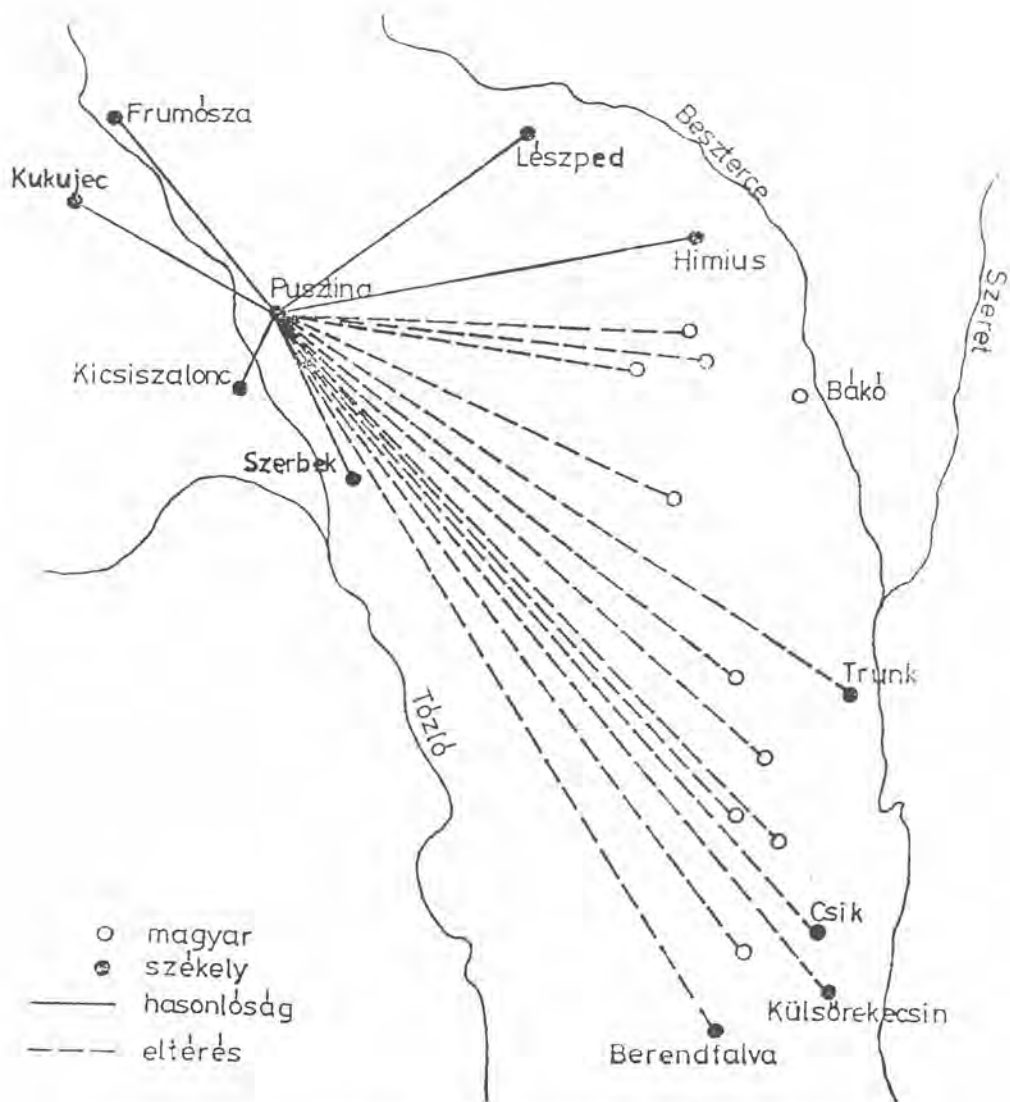 Frumósza
Lészped
Beszterce
Kukujec
Himius
Szeret
Pusztina
Kicsiszalonc
Bákó
Szerbek
Trunk
Tázló
Csik
Külsőrekecsin
Berendfalva
magyar
székely
hasonlóság
eltérés